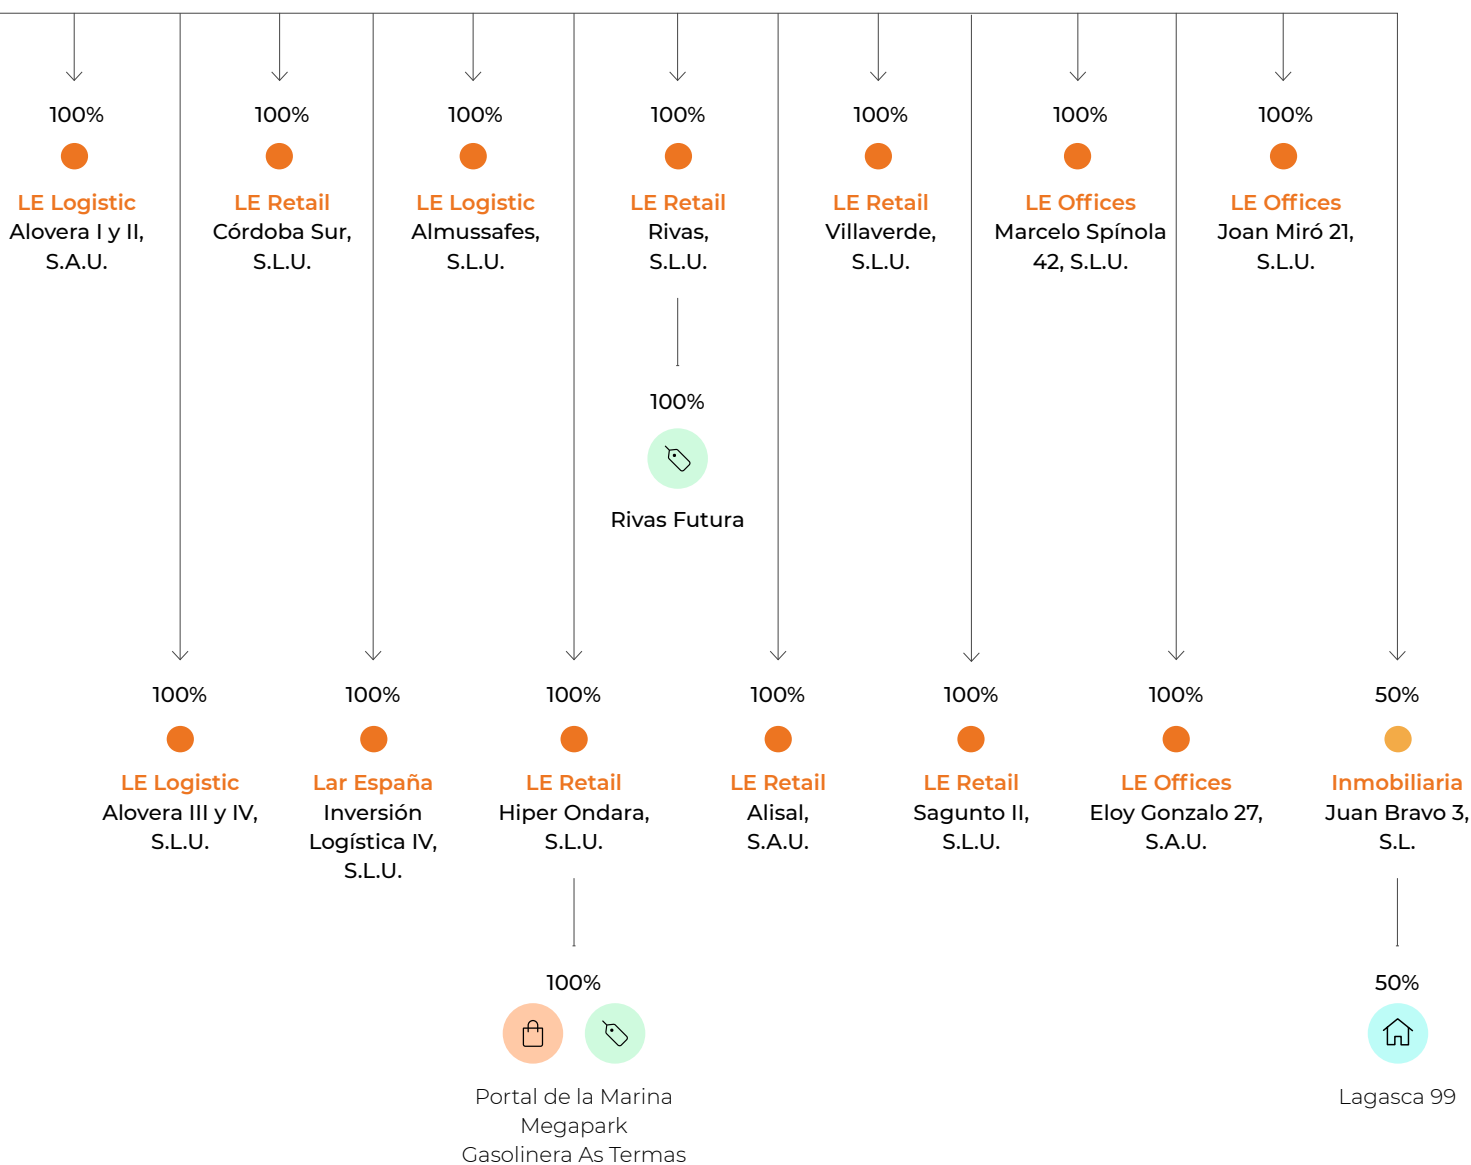 100%
LE Logistic
Alovera I y II,
S.A.U.
100%
LE Retail
Córdoba Sur,
S.L.U.
100%
LE Logistic
Almussafes,
S.L.U.
100%
LE Retail
Rivas,
S.L.U.
100%
Rivas Futura
100%
LE Retail
Villaverde,
S.L.U.
100%
LE Offices
Marcelo Spínola
42, S.L.U.
100%
LE Offices
Joan Miró 21,
S.L.U.
100%
LE Logistic
Alovera III y IV,
S.L.U.
100%
Lar España
Inversión
Logística IV,
S.L.U.
100%
LE Retail
Hiper Ondara,
S.L.U.
100%
Portal de la Marina
Megapark
Gasolinera As Termas
100%
LE Retail
Alisal,
S.A.U.
100%
LE Retail
Sagunto II,
S.L.U.
100%
LE Offices
Eloy Gonzalo 27,
S.A.U.
50%
Inmobiliaria
Juan Bravo 3,
S.L.
50%
Lagasca 99